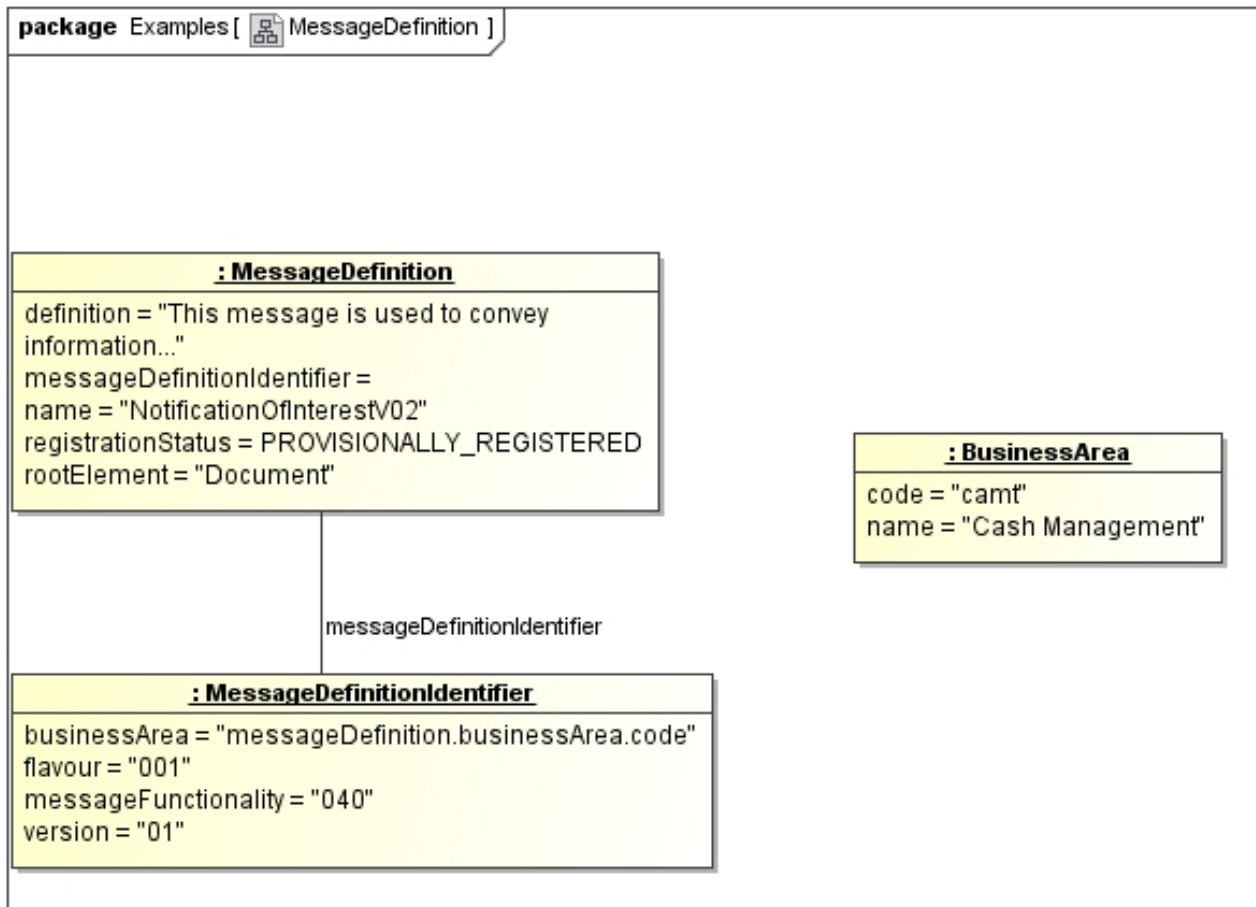 package Examples [ MessageDefinition ]
: MessageDefinition
definition = "This message is used to convey
information..."
messageDefinitionIdentifier =
name = "NotificationOfInterestV02"
registrationStatus = PROVISIONALLY_REGISTERED
rootElement = "Document"
: BusinessArea
code = "camt"
name = "Cash Management"
messageDefinitionIdentifier
: MessageDefinitionIdentifier
businessArea = "messageDefinition.businessArea.code"
flavour = "001"
messageFunctionality = "040"
version = "01"